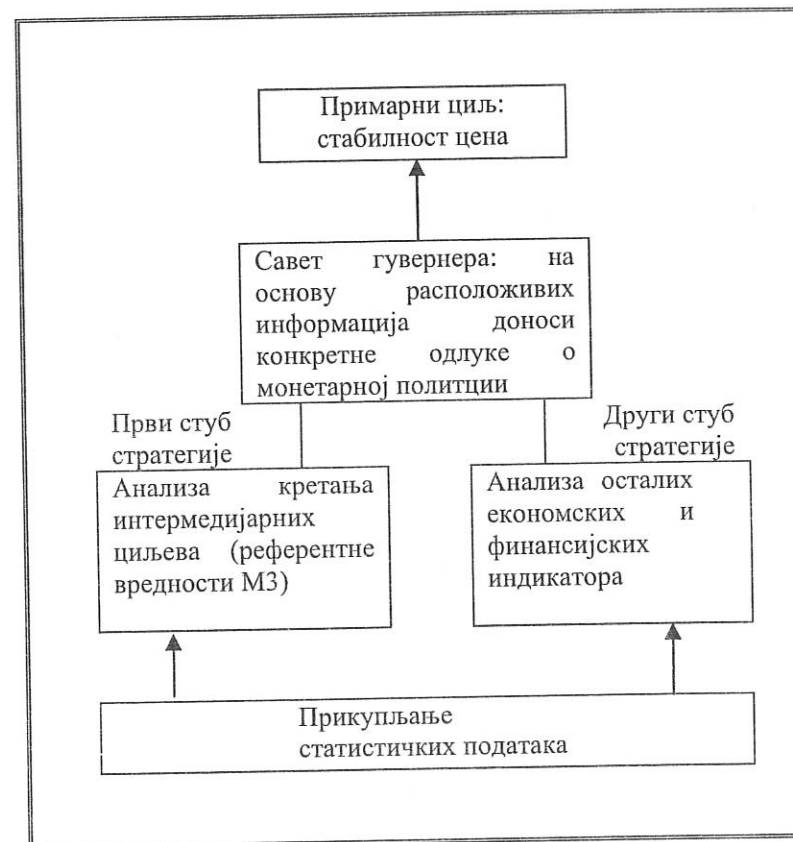 Примарни циљ:
стабилност цена
Савет гувернера: на
основу расположивих
информација доноси
конкретне одлуке о
монетарној политции
Први стуб
стратегије
Други стуб
стратегије
Анализа кретања
интермедијарних
циљева (референтне
вредности М3)
Анализа осталих
економских и
финансијских
индикатора
Прикупљање
статистичких података